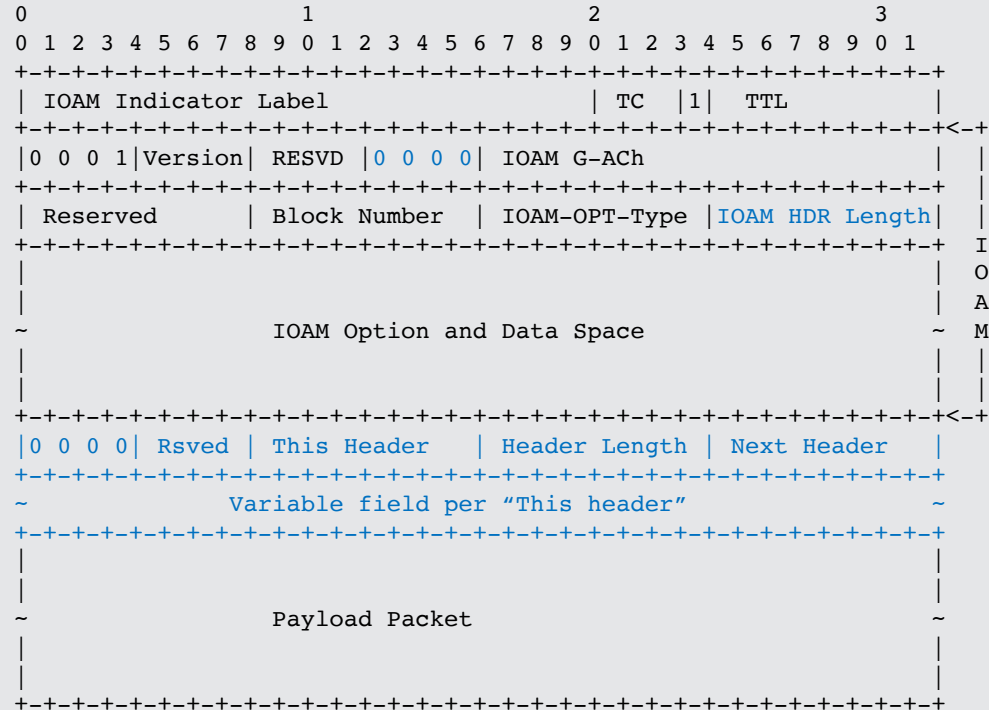 0                   1                   2                   3
0 1 2 3 4 5 6 7 8 9 0 1 2 3 4 5 6 7 8 9 0 1 2 3 4 5 6 7 8 9 0 1
+-+-+-+-+-+-+-+-+-+-+-+-+-+-+-+-+-+-+-+-+-+-+-+-+-+-+-+-+-+-+-+-+
| IOAM Indicator Label                  | TC  |1|  TTL          |
+-+-+-+-+-+-+-+-+-+-+-+-+-+-+-+-+-+-+-+-+-+-+-+-+-+-+-+-+-+-+-+-+<-+
|0 0 0 1|Version| RESVD |0 0 0 0| IOAM G-ACh                    |  |
+-+-+-+-+-+-+-+-+-+-+-+-+-+-+-+-+-+-+-+-+-+-+-+-+-+-+-+-+-+-+-+-+  |
| Reserved      | Block Number  | IOAM-OPT-Type |IOAM HDR Length|  |
+-+-+-+-+-+-+-+-+-+-+-+-+-+-+-+-+-+-+-+-+-+-+-+-+-+-+-+-+-+-+-+-+  I
|                                                               |  O
|                                                               |  A
~                 IOAM Option and Data Space                    ~  M
|                                                               |  |
|                                                               |  |
+-+-+-+-+-+-+-+-+-+-+-+-+-+-+-+-+-+-+-+-+-+-+-+-+-+-+-+-+-+-+-+-+<-+
|0 0 0 0| Rsved | This Header   | Header Length | Next Header   |
+-+-+-+-+-+-+-+-+-+-+-+-+-+-+-+-+-+-+-+-+-+-+-+-+-+-+-+-+-+-+-+-+
~              Variable field per “This header”                 ~
+-+-+-+-+-+-+-+-+-+-+-+-+-+-+-+-+-+-+-+-+-+-+-+-+-+-+-+-+-+-+-+-+
|                                                               |
|                                                               |
~                 Payload Packet                                ~
|                                                               |
|                                                               |
+-+-+-+-+-+-+-+-+-+-+-+-+-+-+-+-+-+-+-+-+-+-+-+-+-+-+-+-+-+-+-+-+